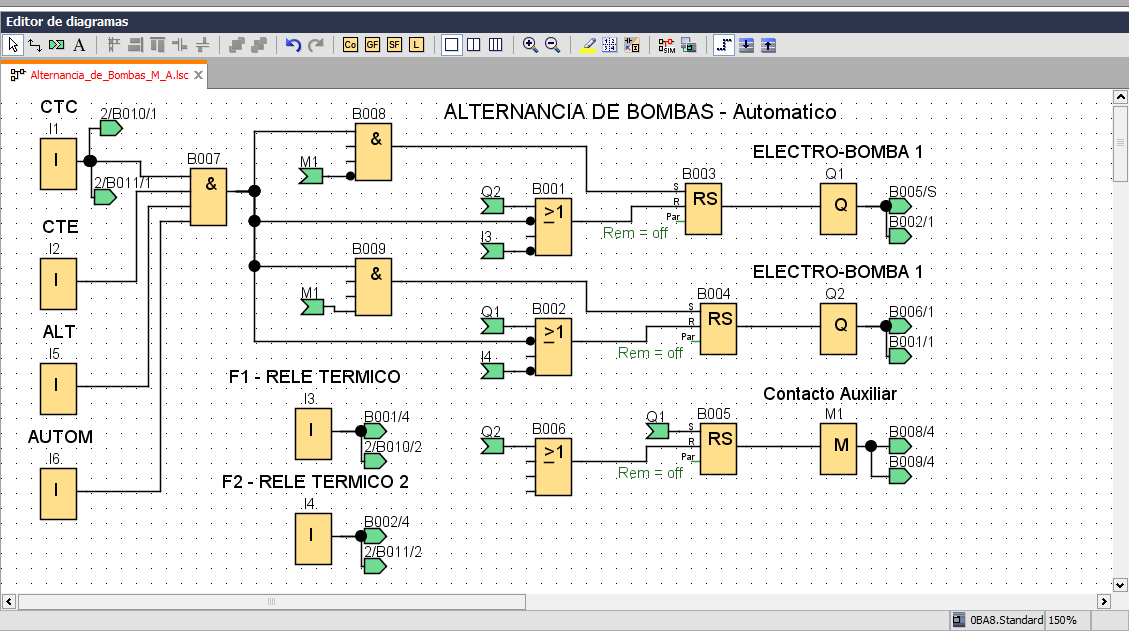 Editor de diagramas
A
Co GF SF L
SIM
Alternancia_de_Bombas_M_A.lsc
ALTERNANCIA DE BOMBAS - Automatico
CTC
I1.
I
2/B010/1
2/B011/1
B007
&
B008
&
M1
ELECTRO-BOMBA 1
Q2
I3
B001
>1
B003
S
R
Par
RS
Rem = off
Q1
Q
B005/S
B002/1
CTE
I2.
I
B009
&
M1
ELECTRO-BOMBA 1
Q1
I4
B002
>1
B004
S
R
Par
RS
Rem = off
Q2
Q
B006/1
B001/1
ALT
I5.
I
F1 - RELE TERMICO
I3.
I
B001/4
2/B010/2
Contacto Auxiliar
Q2
B006
>1
Q1
B005
S
R
Par
RS
Rem = off
M1
M
B008/4
B009/4
AUTOM
I6.
I
F2 - RELE TERMICO 2
I4.
I
B002/4
2/B011/2
0BA8.Standard 150%